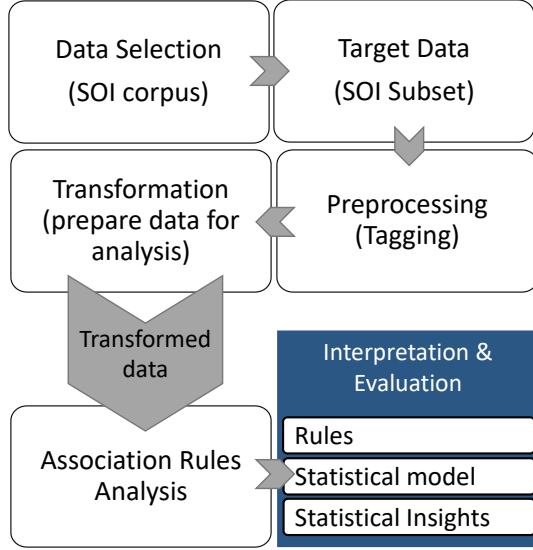 Data Selection
(SOI corpus)
Target Data
(SOI Subset)
Preprocessing
(Tagging)
Transformation
(prepare data for
analysis)
Transformed
data
Association Rules
Analysis
Interpretation &
Evaluation
Rules
Statistical model
Statistical Insights